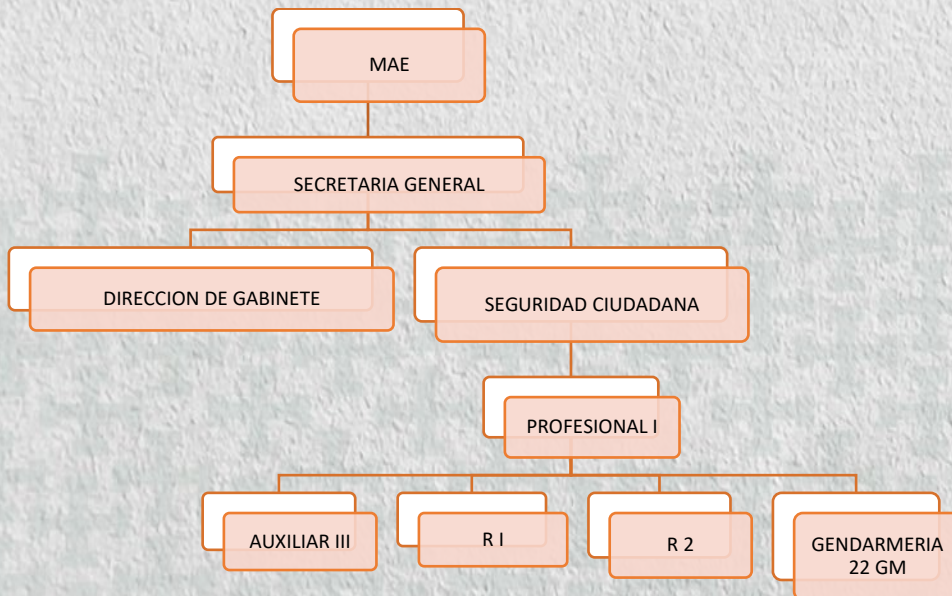 MAE
SECRETARIA GENERAL
DIRECCION DE GABINETE
SEGURIDAD CIUDADANA
PROFESIONAL I
AUXILIAR III
R I
R 2
GENDARMERIA
22 GM